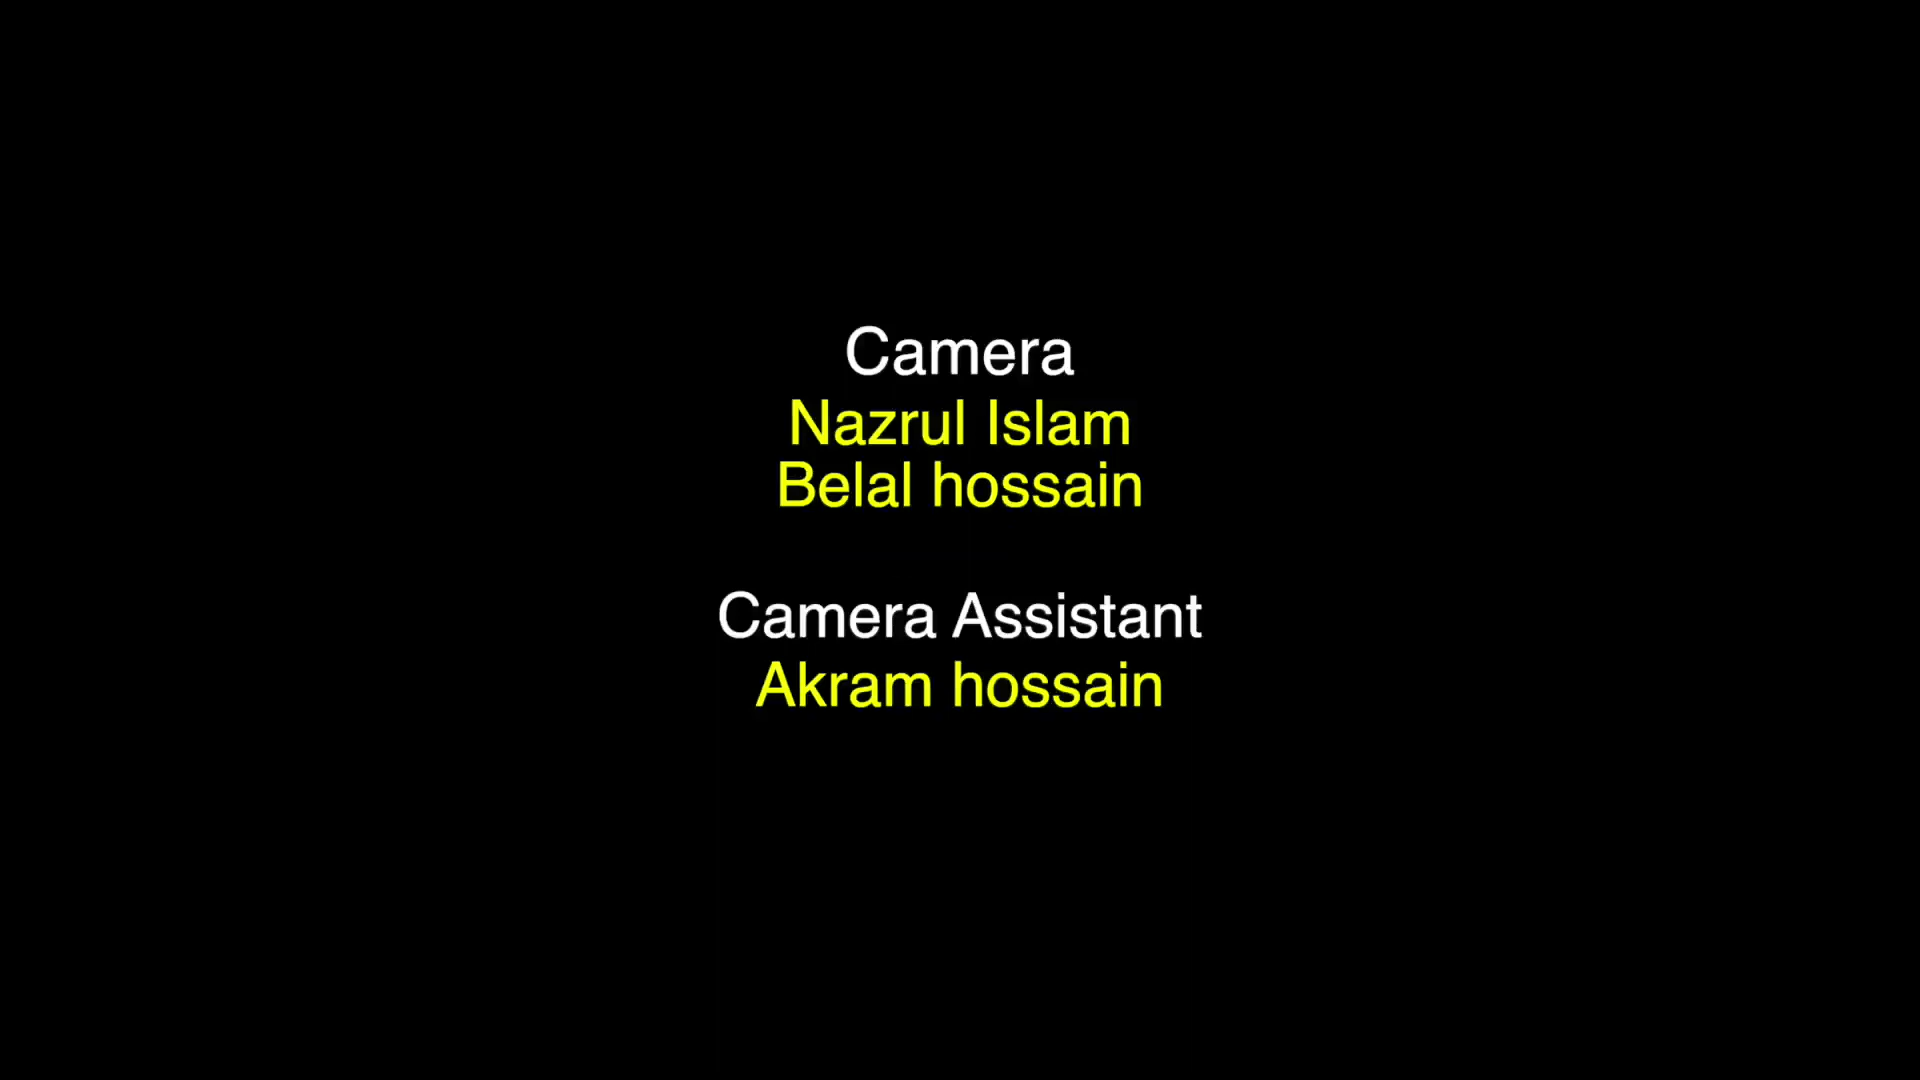 Camera
Nazrul Islam
Belal hossain
Camera Assistant
Akram hossain